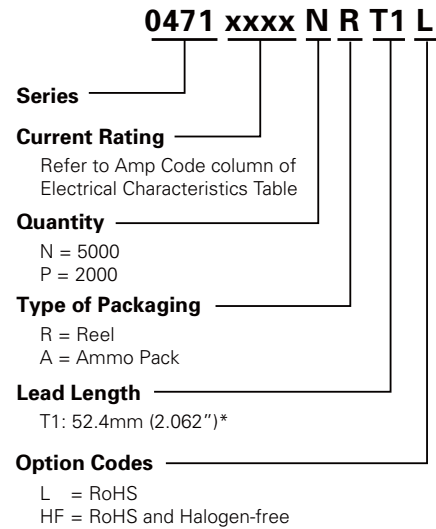 0471 xxxx N R T1 L
Series
Current Rating
Refer to Amp Code column of
Electrical Characteristics Table
Quantity
N = 5000
P = 2000
Type of Packaging
R = Reel
A = Ammo Pack
Lead Length
T1: 52.4mm (2.062”)*
Option Codes
L = RoHS
HF = RoHS and Halogen-free